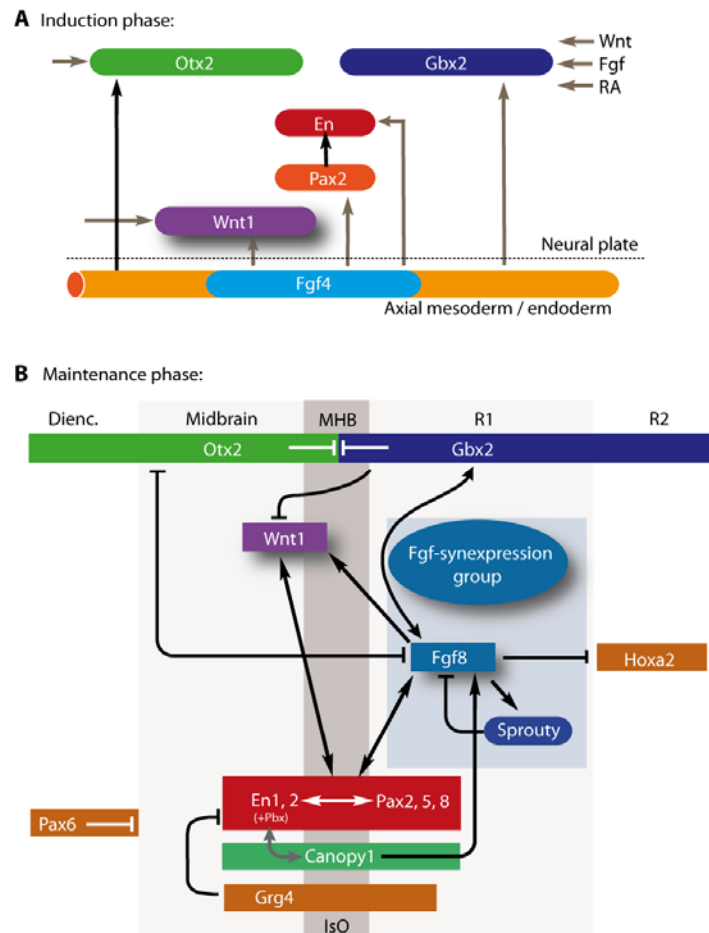 A Induction phase:
Otx2
Gbx2
Wnt
Fgf
RA
En
Pax2
Wnt1
Neural plate
Fgf4
Axial mesoderm / endoderm
B Maintenance phase:
Dienc. Midbrain MHB R1 R2
Otx2 Gbx2
Wnt1
Fgf-synexpression
group
Fgf8
Hoxa2
Sprouty
En1, 2 Pax2, 5, 8
(+Pbx)
Pax6
Canopy1
Grg4
IsO